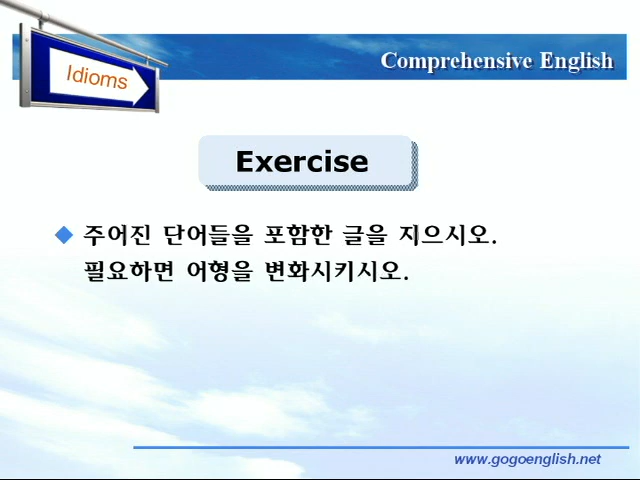 Idioms
Comprehensive English
Exercise
주어진 단어들을 포함한 글을 지으시오.
필요하면 어형을 변화시키시오.
www.gogoenglish.net